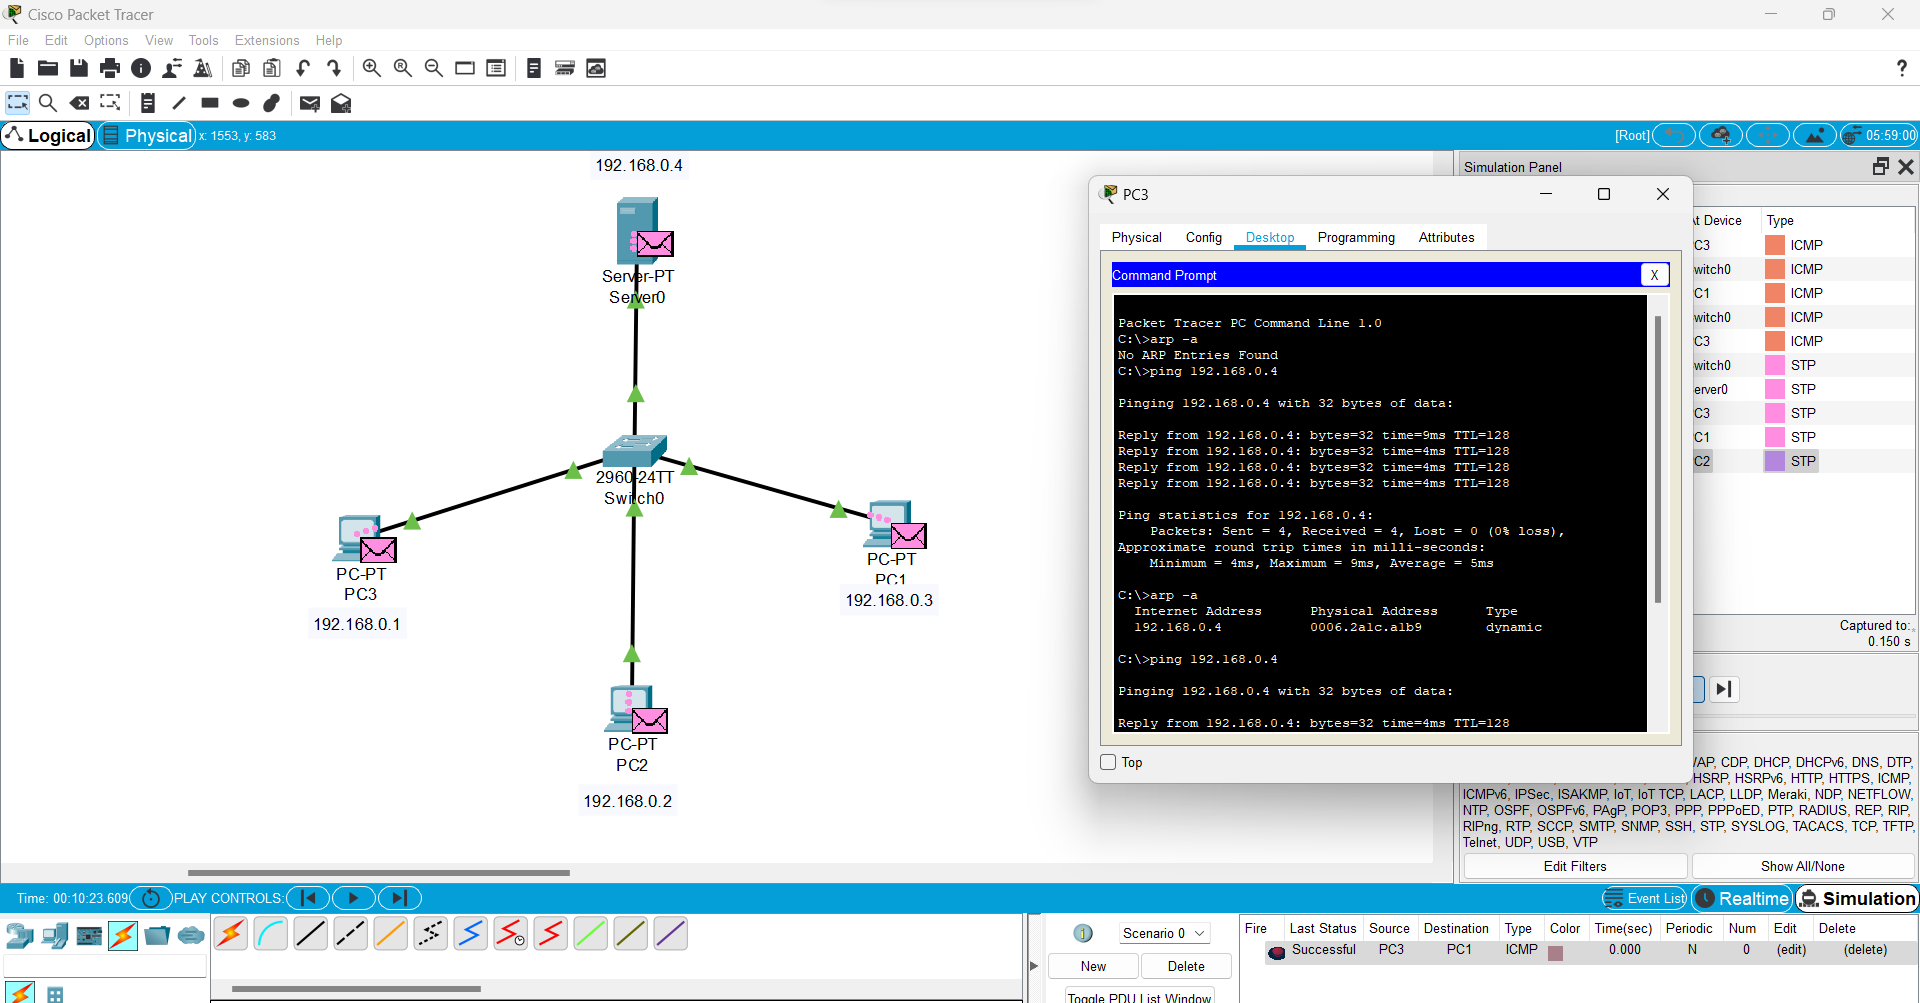 Cisco Packet Tracer
File Edit Options View Tools Extensions Help
?
Logical Physical x: 1553, y: 583 [Root] 05:59:00
192.168.0.4
Server-PT
Server0
2960-24TT
Switch0
PC-PT
PC3
192.168.0.1
PC-PT
PC1
192.168.0.3
PC-PT
PC2
192.168.0.2
PC3
Physical Config Desktop Programming Attributes
Command Prompt X
Packet Tracer PC Command Line 1.0
C:\>arp -a
No ARP Entries Found
C:\>ping 192.168.0.4
Pinging 192.168.0.4 with 32 bytes of data:
Reply from 192.168.0.4: bytes=32 time=9ms TTL=128
Reply from 192.168.0.4: bytes=32 time=4ms TTL=128
Reply from 192.168.0.4: bytes=32 time=4ms TTL=128
Reply from 192.168.0.4: bytes=32 time=4ms TTL=128
Ping statistics for 192.168.0.4:
Packets: Sent = 4, Received = 4, Lost = 0 (0% loss),
Approximate round trip times in milli-seconds:
Minimum = 4ms, Maximum = 9ms, Average = 5ms
C:\>arp -a
Internet Address Physical Address Type
192.168.0.4 0006.2a1c.a1b9 dynamic
C:\>ping 192.168.0.4
Pinging 192.168.0.4 with 32 bytes of data:
Reply from 192.168.0.4: bytes=32 time=4ms TTL=128
Top
Simulation Panel
At Device Type
C3 ICMP
witch0 ICMP
C1 ICMP
witch0 ICMP
C3 ICMP
witch0 STP
erver0 STP
C3 STP
C1 STP
C2 STP
Captured to:
0.150 s
AP, CDP, DHCP, DHCPv6, DNS, DTP,
HSRP, HSRPv6, HTTP, HTTPS, ICMP,
ICMPv6, IPSec, ISAKMP, IoT, IoT TCP, LACP, LLDP, Meraki, NDP, NETFLOW,
NTP, OSPF, OSPFv6, PAgP, POP3, PPP, PPPoED, PTP, RADIUS, REP, RIP,
RIPng, RTP, SCCP, SMTP, SNMP, SSH, STP, SYSLOG, TACACS, TCP, TFTP,
Telnet, UDP, USB, VTP
Edit Filters Show All/None
Time: 00:10:23.609 PLAY CONTROLS: Event List Realtime Simulation
Scenario 0
New Delete
Toggle PDU List Window
Fire Last Status Source Destination Type Color Time(sec) Periodic Num Edit Delete
Successful PC3 PC1 ICMP 0.000 N 0 (edit) (delete)